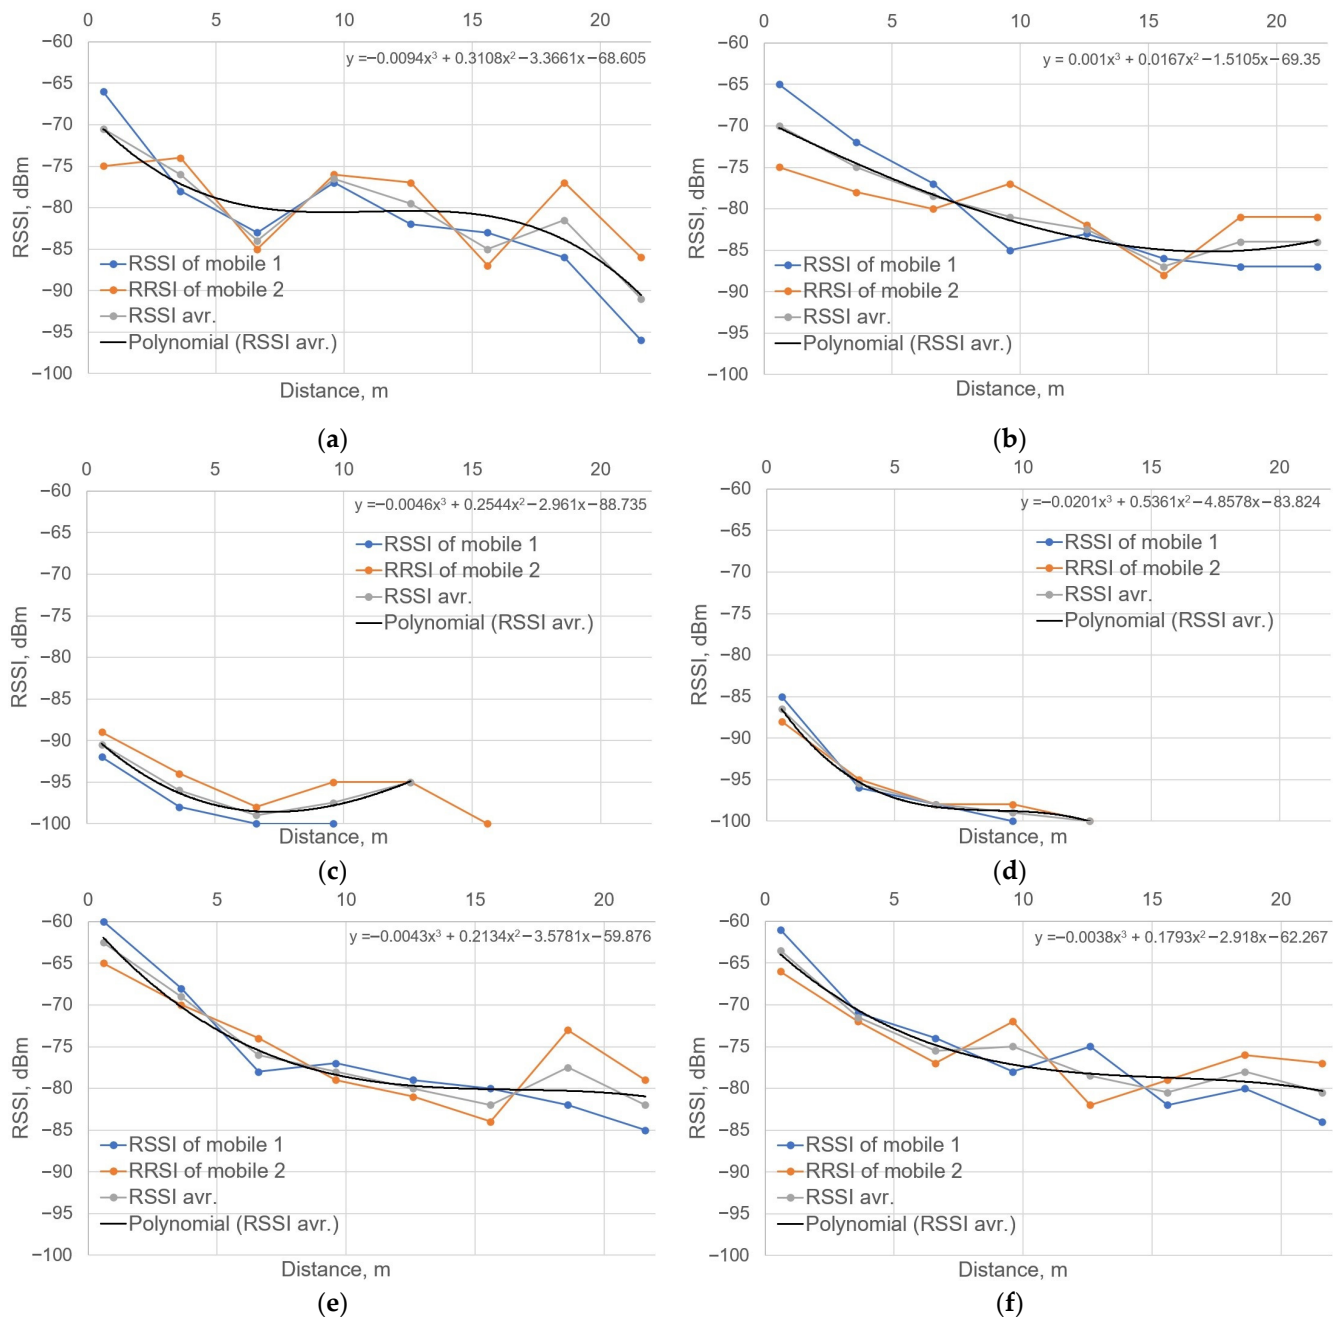 0 5 10 15 20
−60
y =−0.0094x³ + 0.3108x² −3.3661x−68.605
−65
−70
−75
−80
−85
−90
−95
−100
RSSI, dBm
RSSI of mobile 1
RRSI of mobile 2
RSSI avr.
Polynomial (RSSI avr.)
Distance, m
(a)
0 5 10 15 20
−60
y = 0.001x³ + 0.0167x² −1.5105x−69.35
−65
−70
−75
−80
−85
−90
−95
−100
RSSI, dBm
RSSI of mobile 1
RRSI of mobile 2
RSSI avr.
Polynomial (RSSI avr.)
Distance, m
(b)
0 5 10 15 20
−60
y =−0.0046x³ + 0.2544x² −2.961x−88.735
−65
−70
−75
−80
−85
−90
−95
−100
RSSI, dBm
RSSI of mobile 1
RRSI of mobile 2
RSSI avr.
Polynomial (RSSI avr.)
Distance, m
(c)
0 5 10 15 20
−60
y =−0.0201x³ + 0.5361x² −4.8578x−83.824
−65
−70
−75
−80
−85
−90
−95
−100
RSSI, dBm
RSSI of mobile 1
RRSI of mobile 2
RSSI avr.
Polynomial (RSSI avr.)
Distance, m
(d)
0 5 10 15 20
−60
y =−0.0043x³ + 0.2134x² −3.5781x−59.876
−65
−70
−75
−80
−85
−90
−95
−100
RSSI, dBm
RSSI of mobile 1
RRSI of mobile 2
RSSI avr.
Polynomial (RSSI avr.)
Distance, m
(e)
0 5 10 15 20
−60
y =−0.0038x³ + 0.1793x² −2.918x−62.267
−65
−70
−75
−80
−85
−90
−95
−100
RSSI, dBm
RSSI of mobile 1
RRSI of mobile 2
RSSI avr.
Polynomial (RSSI avr.)
Distance, m
(f)